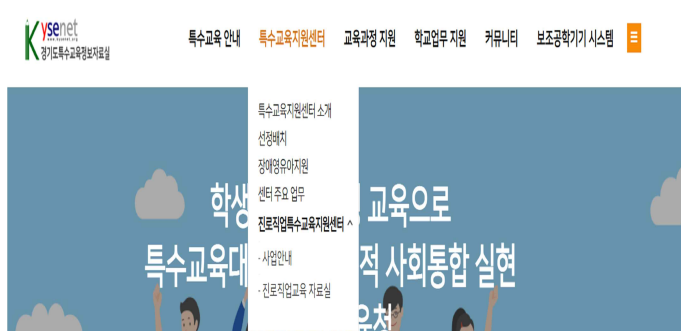 Kysenet
www.kysenet.org
경기도특수교육정보자료실
특수교육 안내 특수교육지원센터 교육과정 지원 학교업무 지원 커뮤니티 보조공학기기 시스템
특수교육지원센터 소개
선정배치
장애영유아지원
센터 주요 업무
진로직업특수교육지원센터
- 사업안내
- 진로직업교육 자료실
학생 교육으로
특수교육대 적 사회통합 실현